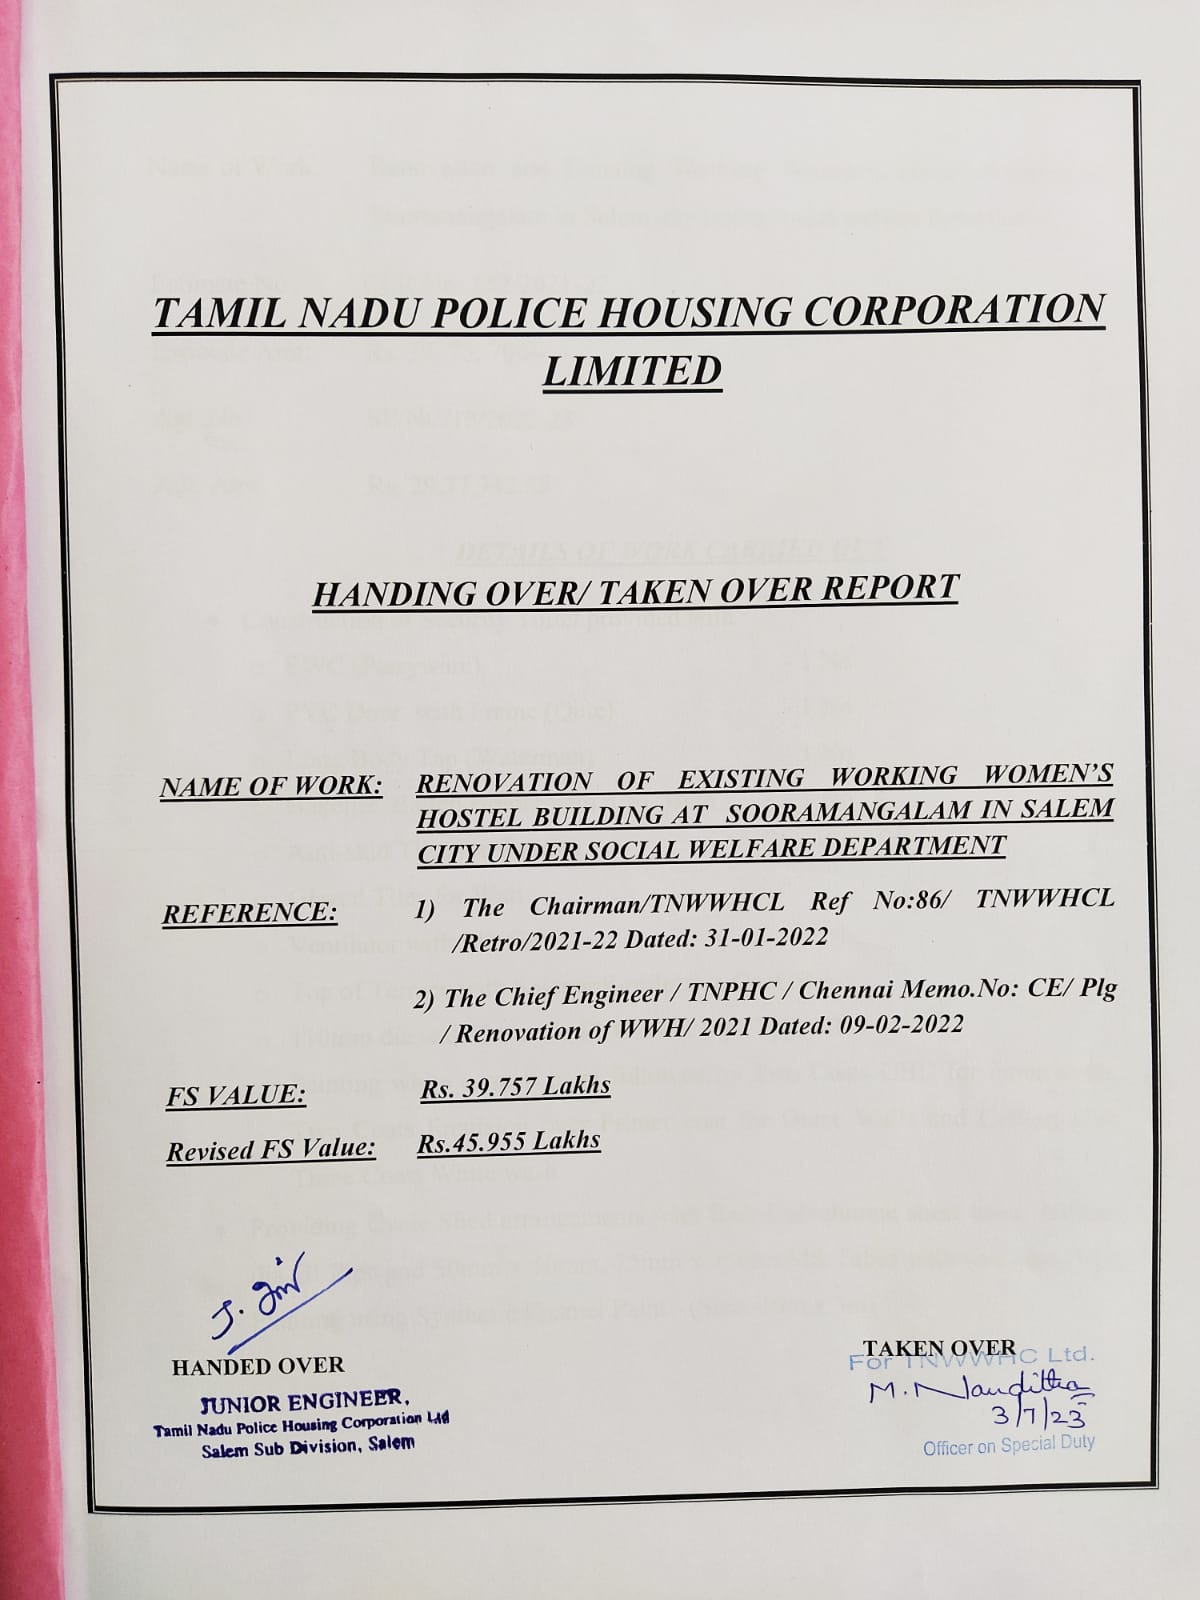 TAMIL NADU POLICE HOUSING CORPORATION
LIMITED
HANDING OVER/ TAKEN OVER REPORT
NAME OF WORK: RENOVATION OF EXISTING WORKING WOMEN'S
HOSTEL BUILDING AT SOORAMANGALAM IN SALEM
CITY UNDER SOCIAL WELFARE DEPARTMENT
REFERENCE: 1) The Chairman/TNWWHCL Ref No:86/ TNWWHCL
/Retro/2021-22 Dated: 31-01-2022
2) The Chief Engineer / TNPHC / Chennai Memo.No: CE/ Plg
/ Renovation of WWH/ 2021 Dated: 09-02-2022
FS VALUE: Rs. 39.757 Lakhs
Revised FS Value: Rs.45.955 Lakhs
HANDED OVER
JUNIOR ENGINEER,
Tamil Nadu Police Housing Corporation Ltd
Salem Sub Division, Salem
TAKEN OVER
For TNWWHC Ltd.
M. Nanditha
3/7/23
Officer on Special Duty